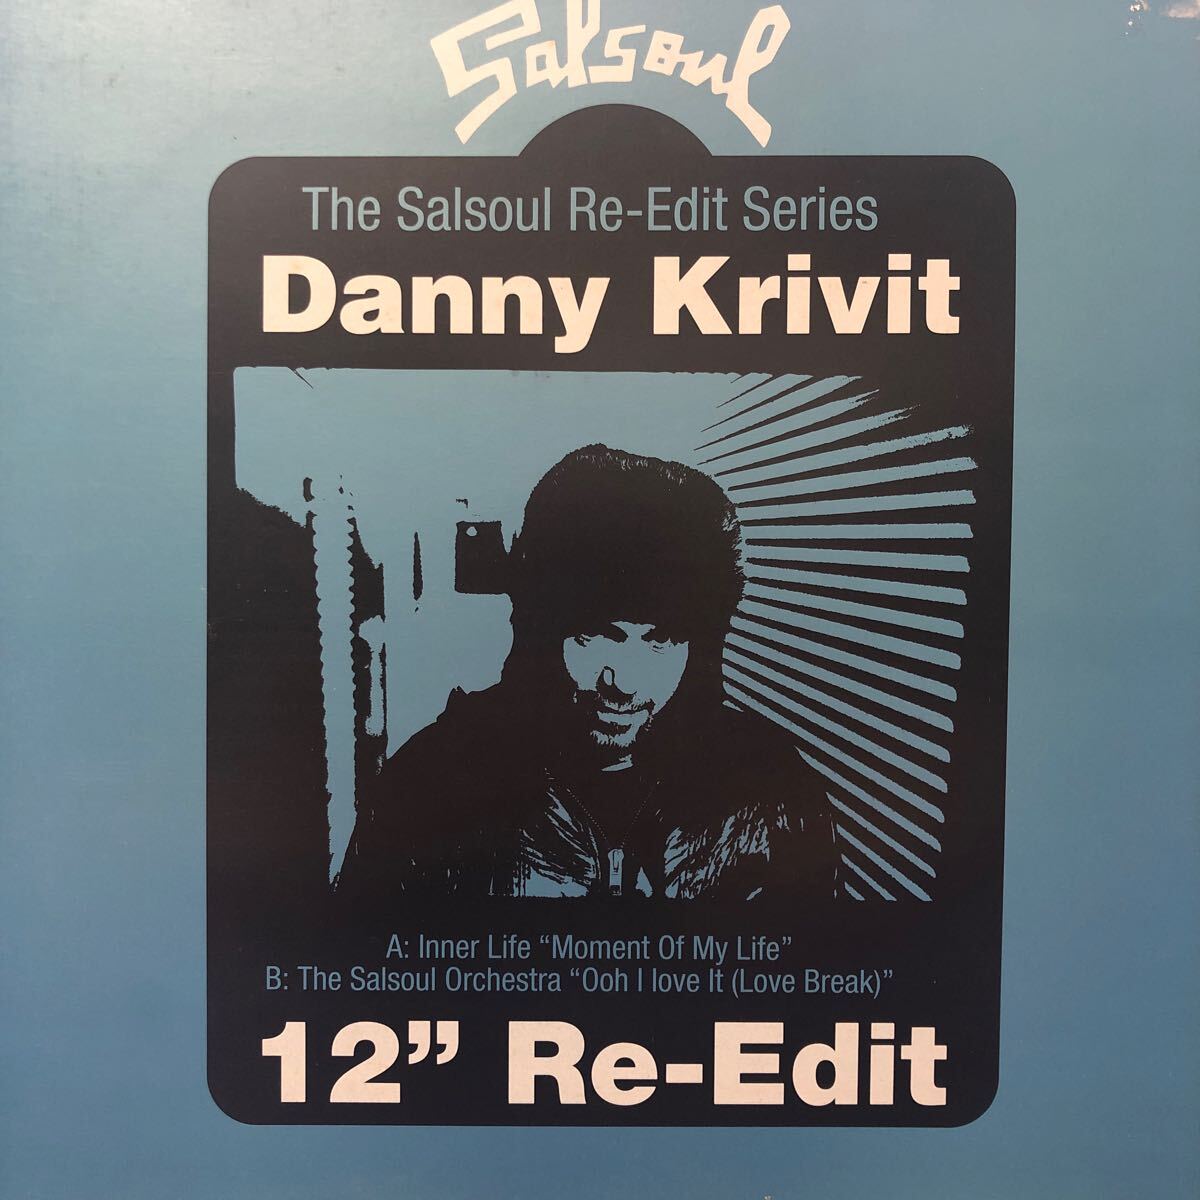 Salsoul
The Salsoul Re-Edit Series
Danny Krivit
A: Inner Life “Moment Of My Life”
B: The Salsoul Orchestra “Ooh I love It (Love Break)”
12” Re-Edit